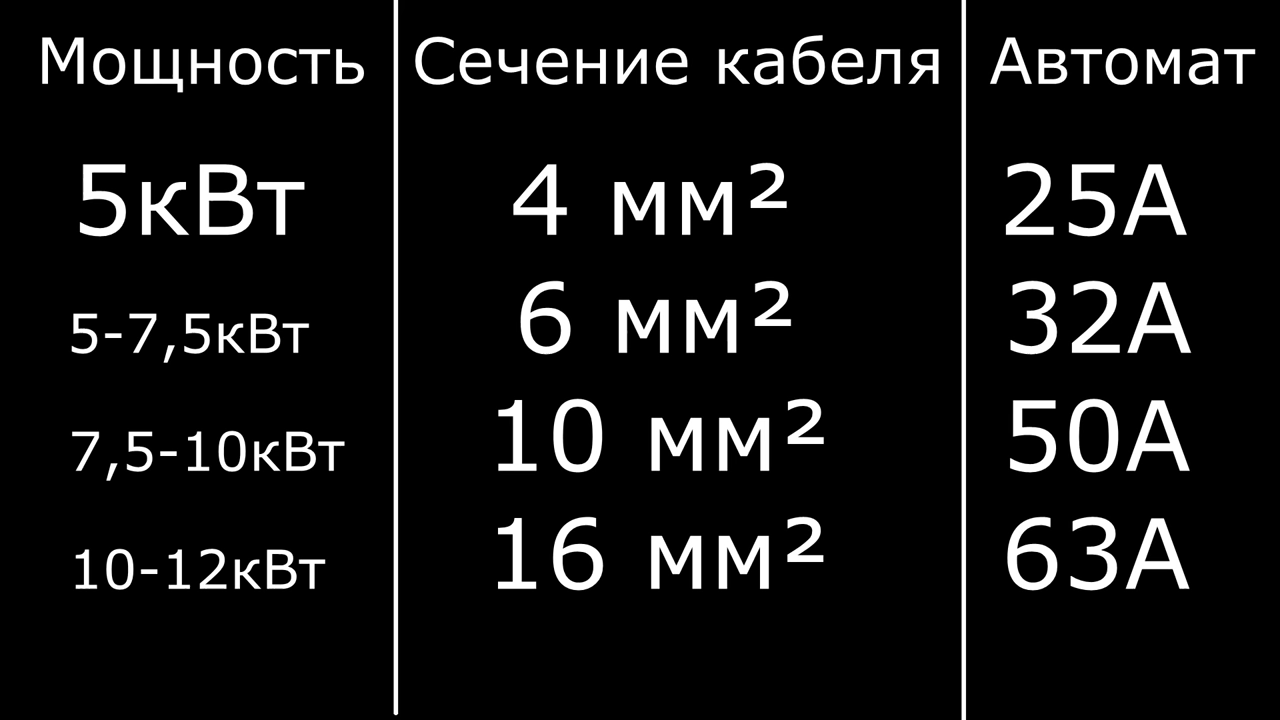 Мощность Сечение кабеля Автомат
5кВт 4 мм² 25А
5-7,5кВт 6 мм² 32А
7,5-10кВт 10 мм² 50А
10-12кВт 16 мм² 63А